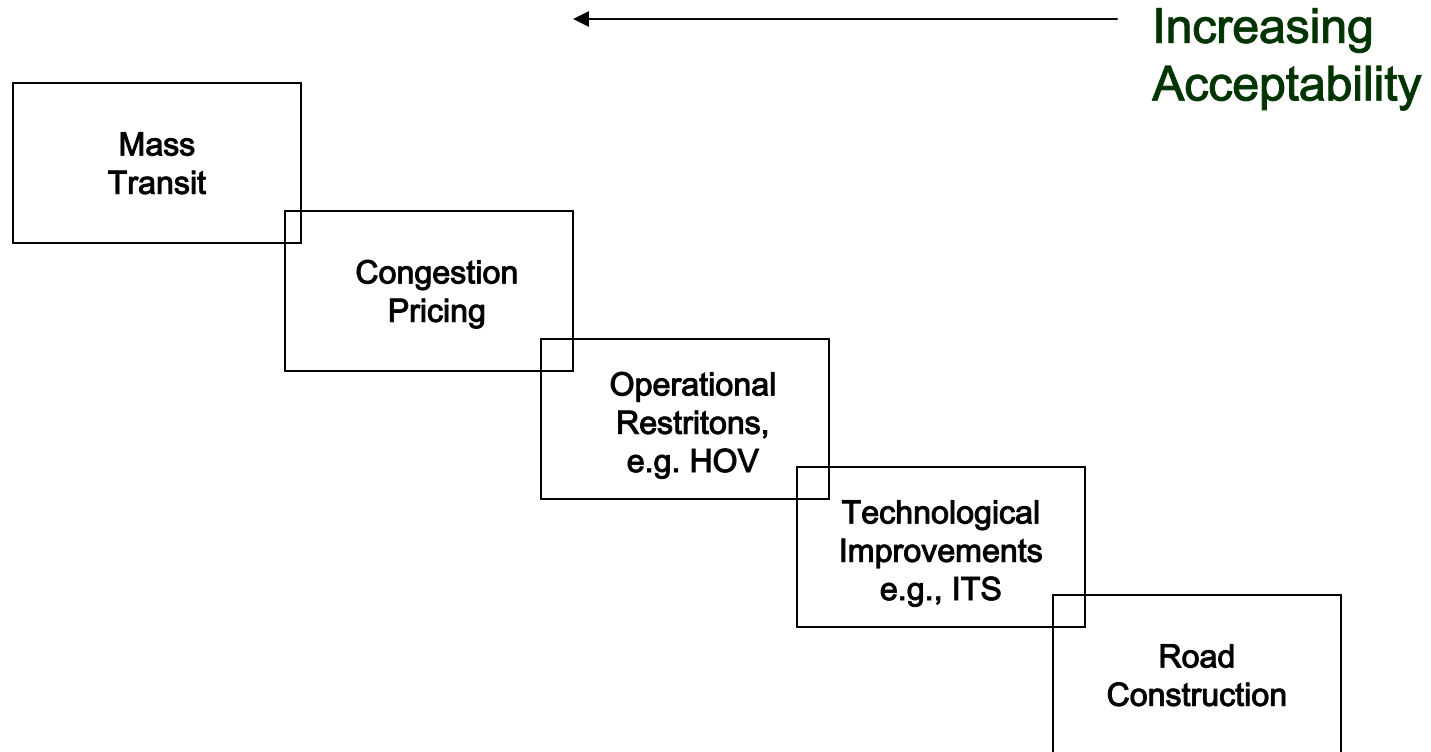 Increasing
Acceptability
Mass
Transit
Congestion
Pricing
Operational
Restritons,
e.g. HOV
Technological
Improvements
e.g., ITS
Road
Construction